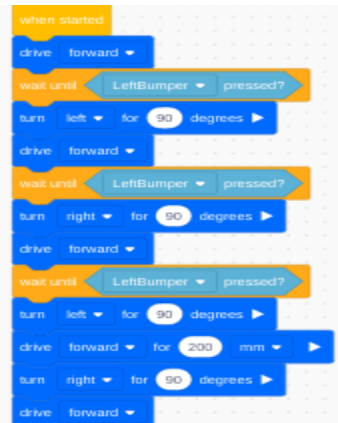 when started
drive forward
wait until LeftBumper pressed?
turn left for 90 degrees
drive forward
wait until LeftBumper pressed?
turn right for 90 degrees
drive forward
wait until LeftBumper pressed?
turn left for 90 degrees
drive forward for 200 mm
turn right for 90 degrees
drive forward